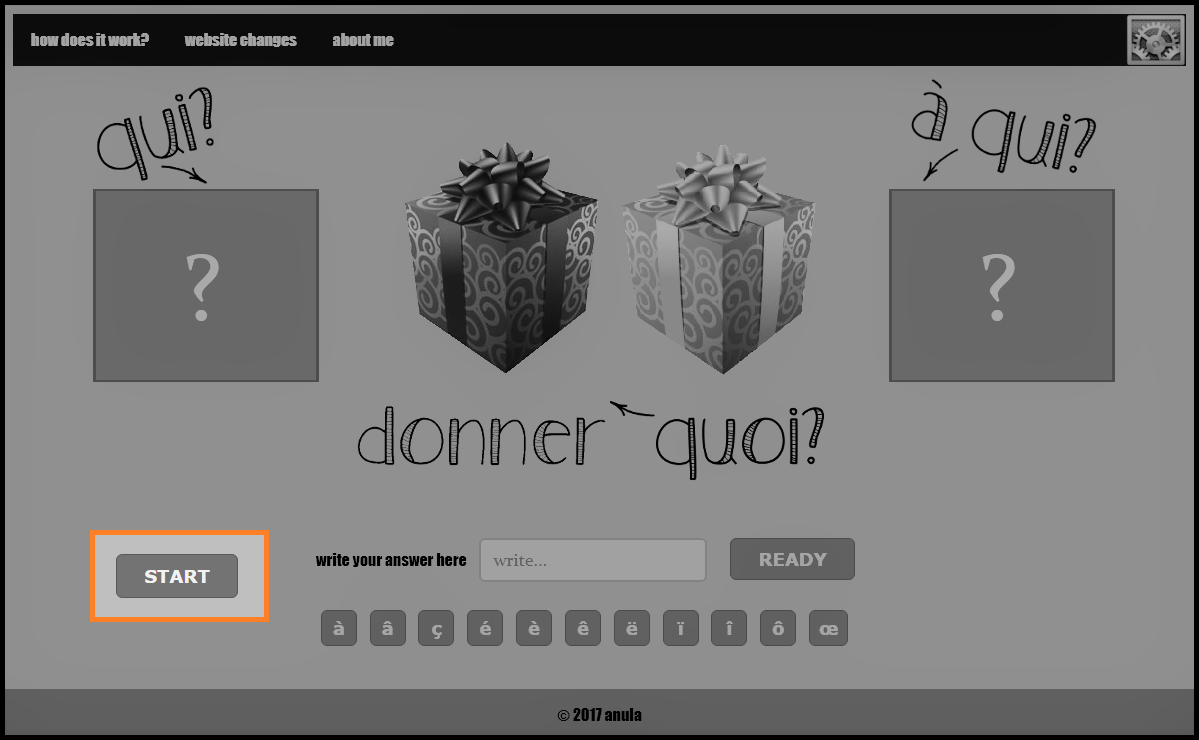 how does it work? website changes about me
qui? à qui?
? ?
donner quoi?
START
write your answer here write... READY
à â ç é è ê ë ï î ô œ
© 2017 anula